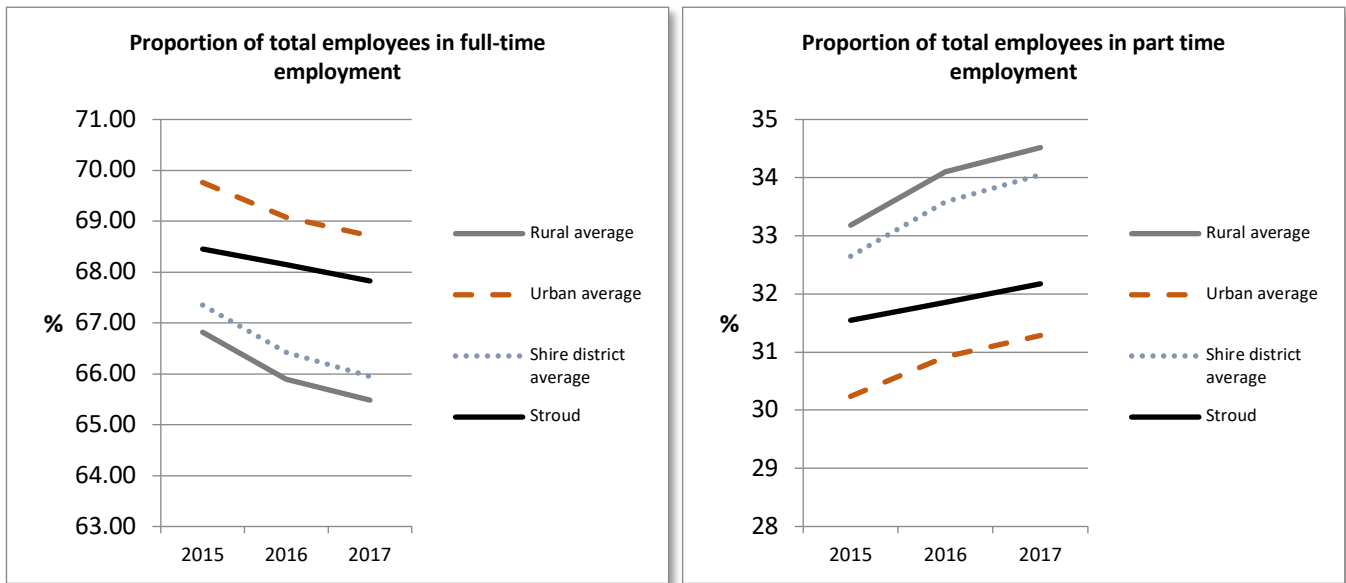 Proportion of total employees in full-time
employment
71.00
70.00
69.00
68.00
67.00
66.00
65.00
64.00
63.00
%
2015 2016 2017
Rural average
Urban average
Shire district
average
Stroud
Proportion of total employees in part time
employment
35
34
33
32
31
30
29
28
%
2015 2016 2017
Rural average
Urban average
Shire district
average
Stroud